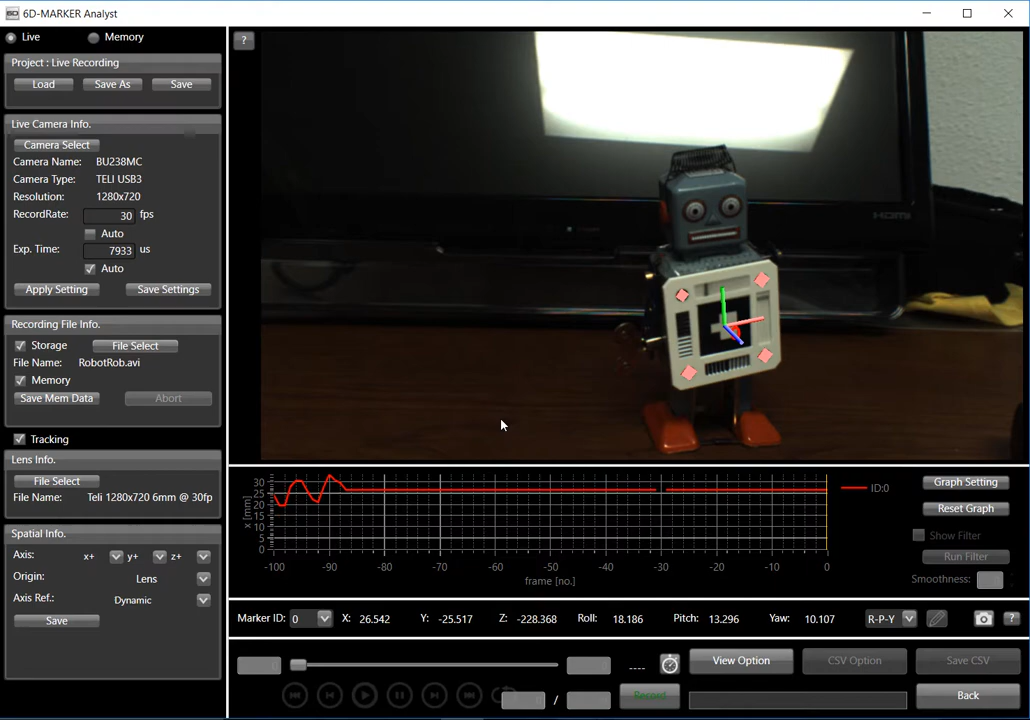 6D-MARKER Analyst
Live Memory
Project : Live Recording
Load Save As Save
Live Camera Info.
Camera Select
Camera Name: BU238MC
Camera Type: TELI USB3
Resolution: 1280x720
RecordRate: 30 fps
Auto
Exp. Time: 7933 us
Auto
Apply Setting Save Settings
Recording File Info.
Storage File Select
File Name: RobotRob.avi
Memory
Save Mem Data Abort
Tracking
Lens Info.
File Select
File Name: Teli 1280x720 6mm @ 30fp
Spatial Info.
Axis: x+ y+ z+
Origin: Lens
Axis Ref.: Dynamic
Save
?
HDMI
x [mm]
30
25
20
15
10
5
0
-100 -90 -80 -70 -60 -50 -40 -30 -20 -10 0
frame [no.]
ID:0
Graph Setting
Reset Graph
Show Filter
Run Filter
Smoothness:
Marker ID: 0 X: 26.542 Y: -25.517 Z: -228.368 Roll: 18.186 Pitch: 13.296 Yaw: 10.107 R-P-Y ?
---- View Option CSV Option Save CSV
/ Record Back